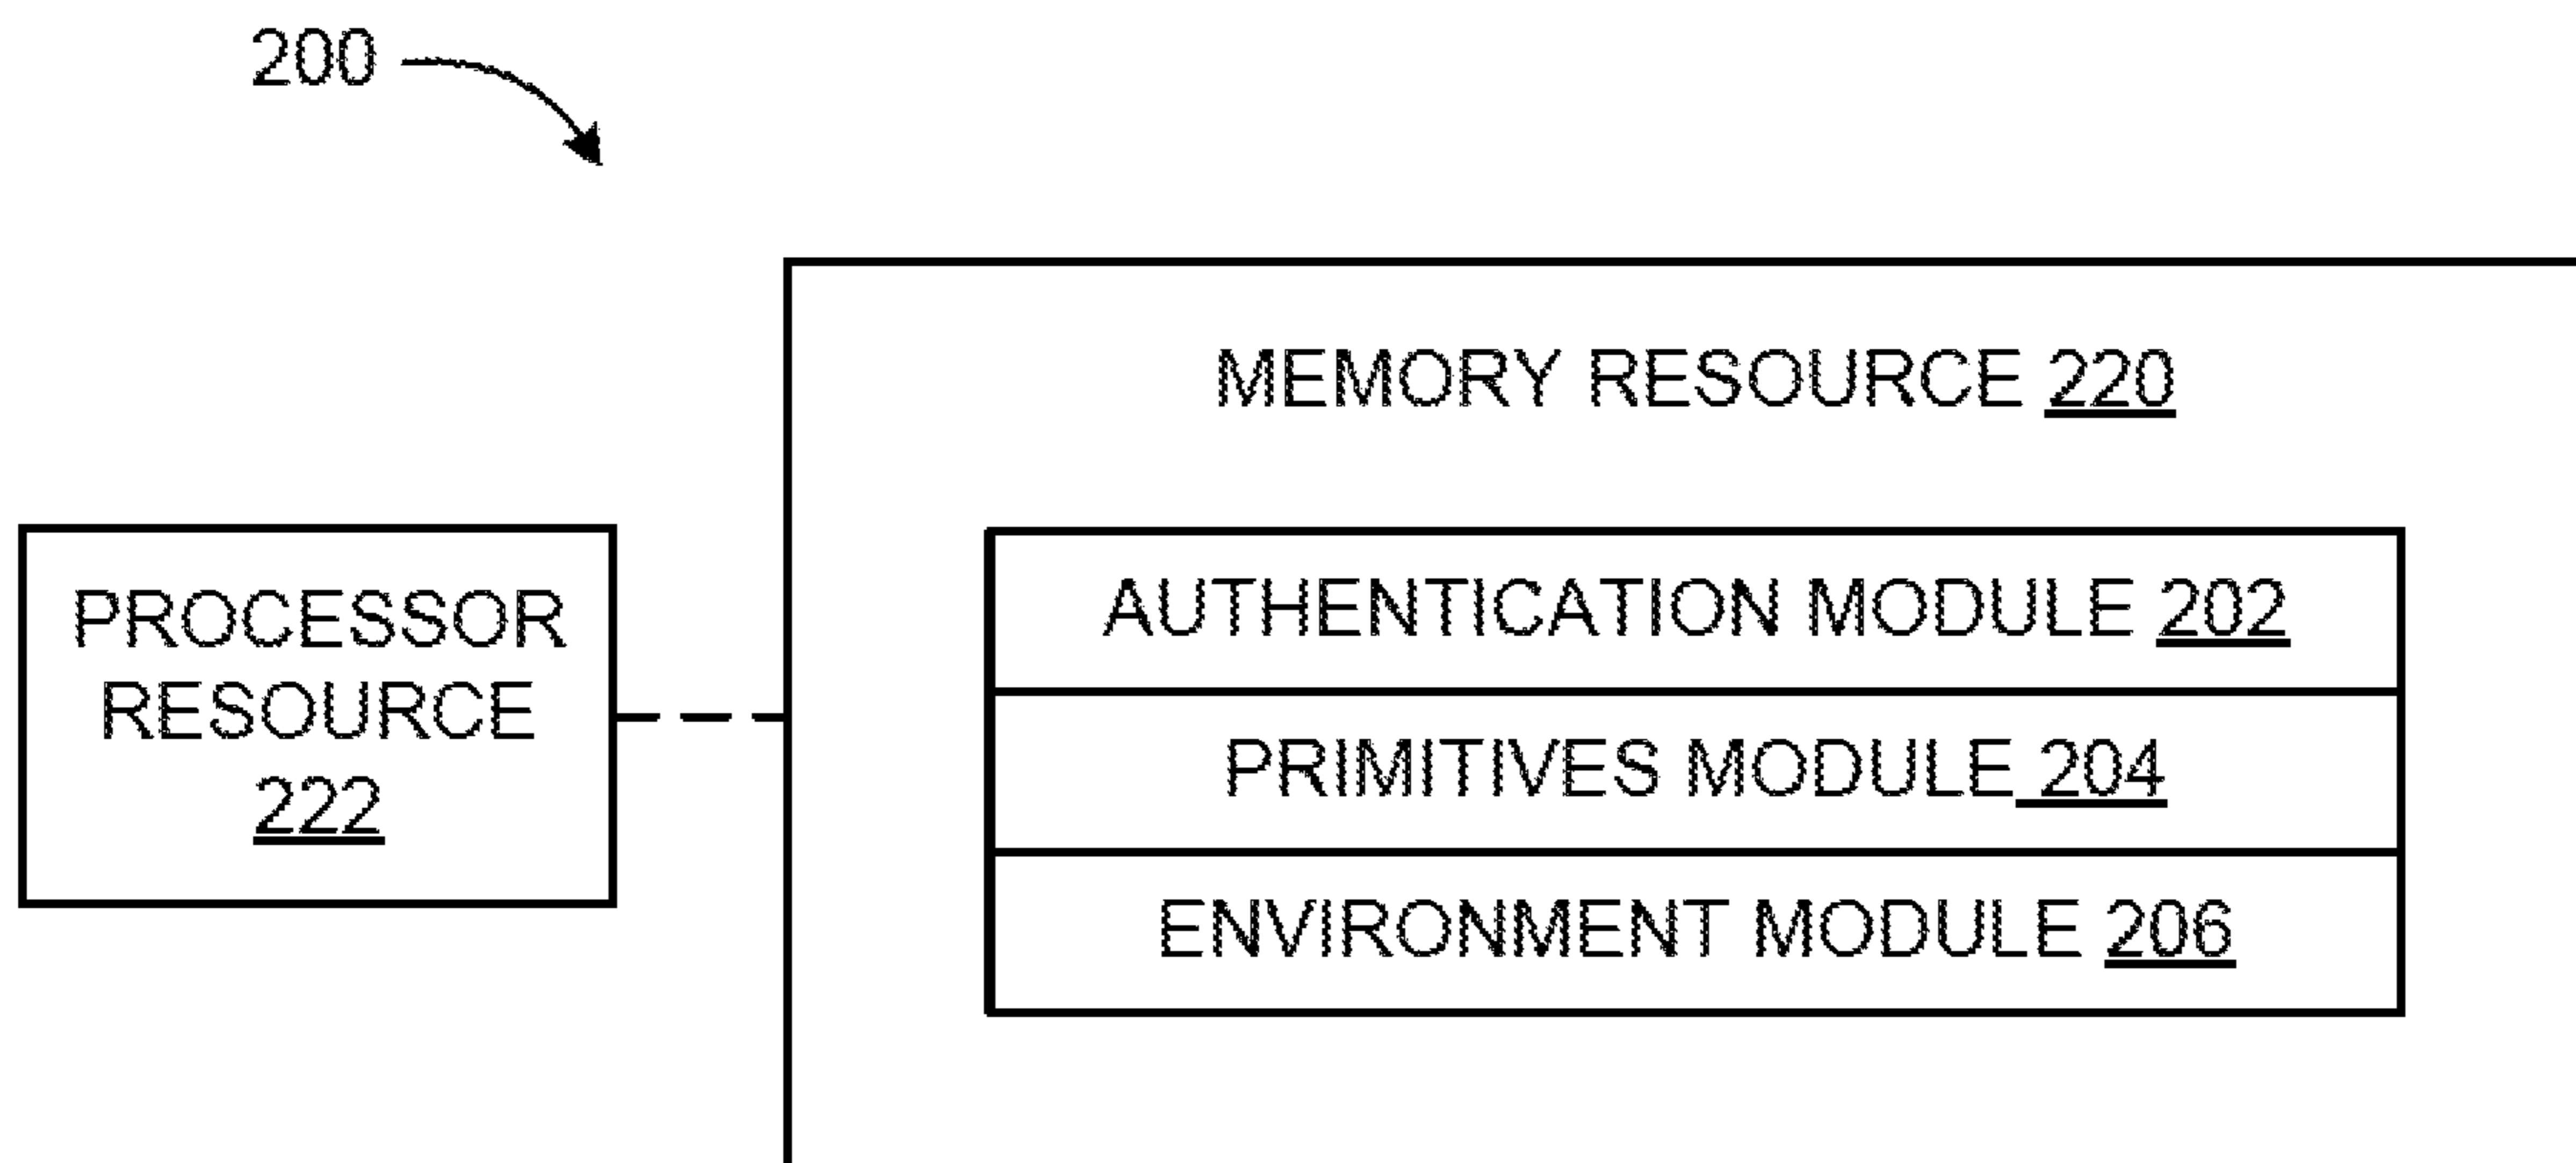 200
MEMORY RESOURCE 220
PROCESSOR
RESOURCE
222
AUTHENTICATION MODULE 202
PRIMITIVES MODULE 204
ENVIRONMENT MODULE 206